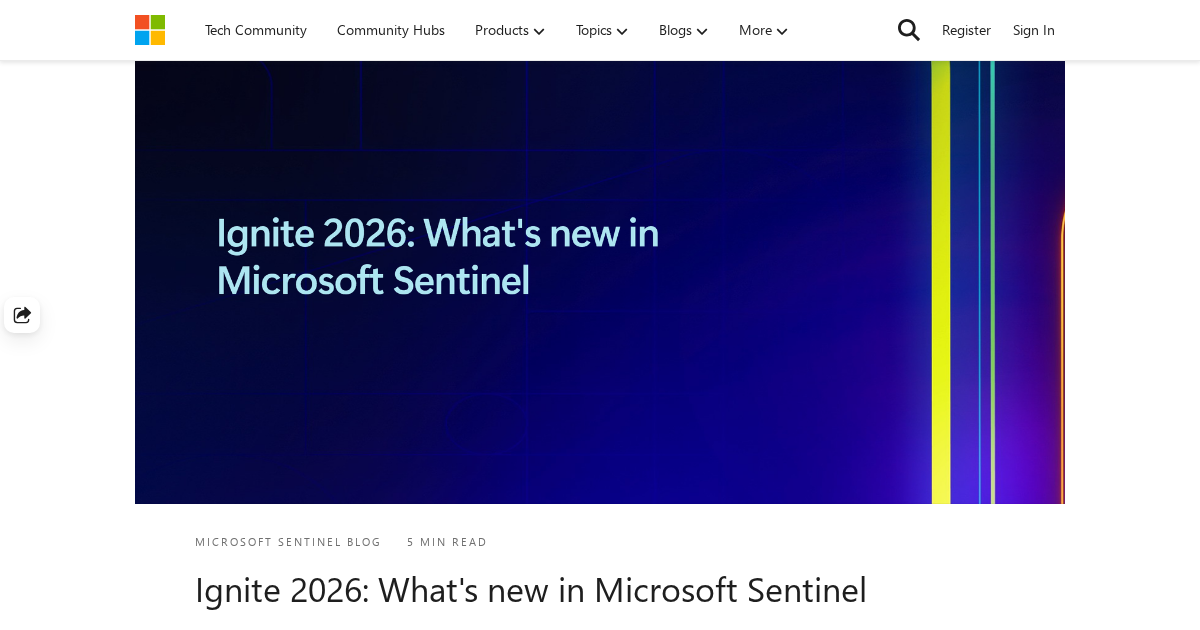 Tech Community Community Hubs Products Topics Blogs More Register Sign In
Ignite 2026: What's new in
Microsoft Sentinel
MICROSOFT SENTINEL BLOG 5 MIN READ
Ignite 2026: What's new in Microsoft Sentinel